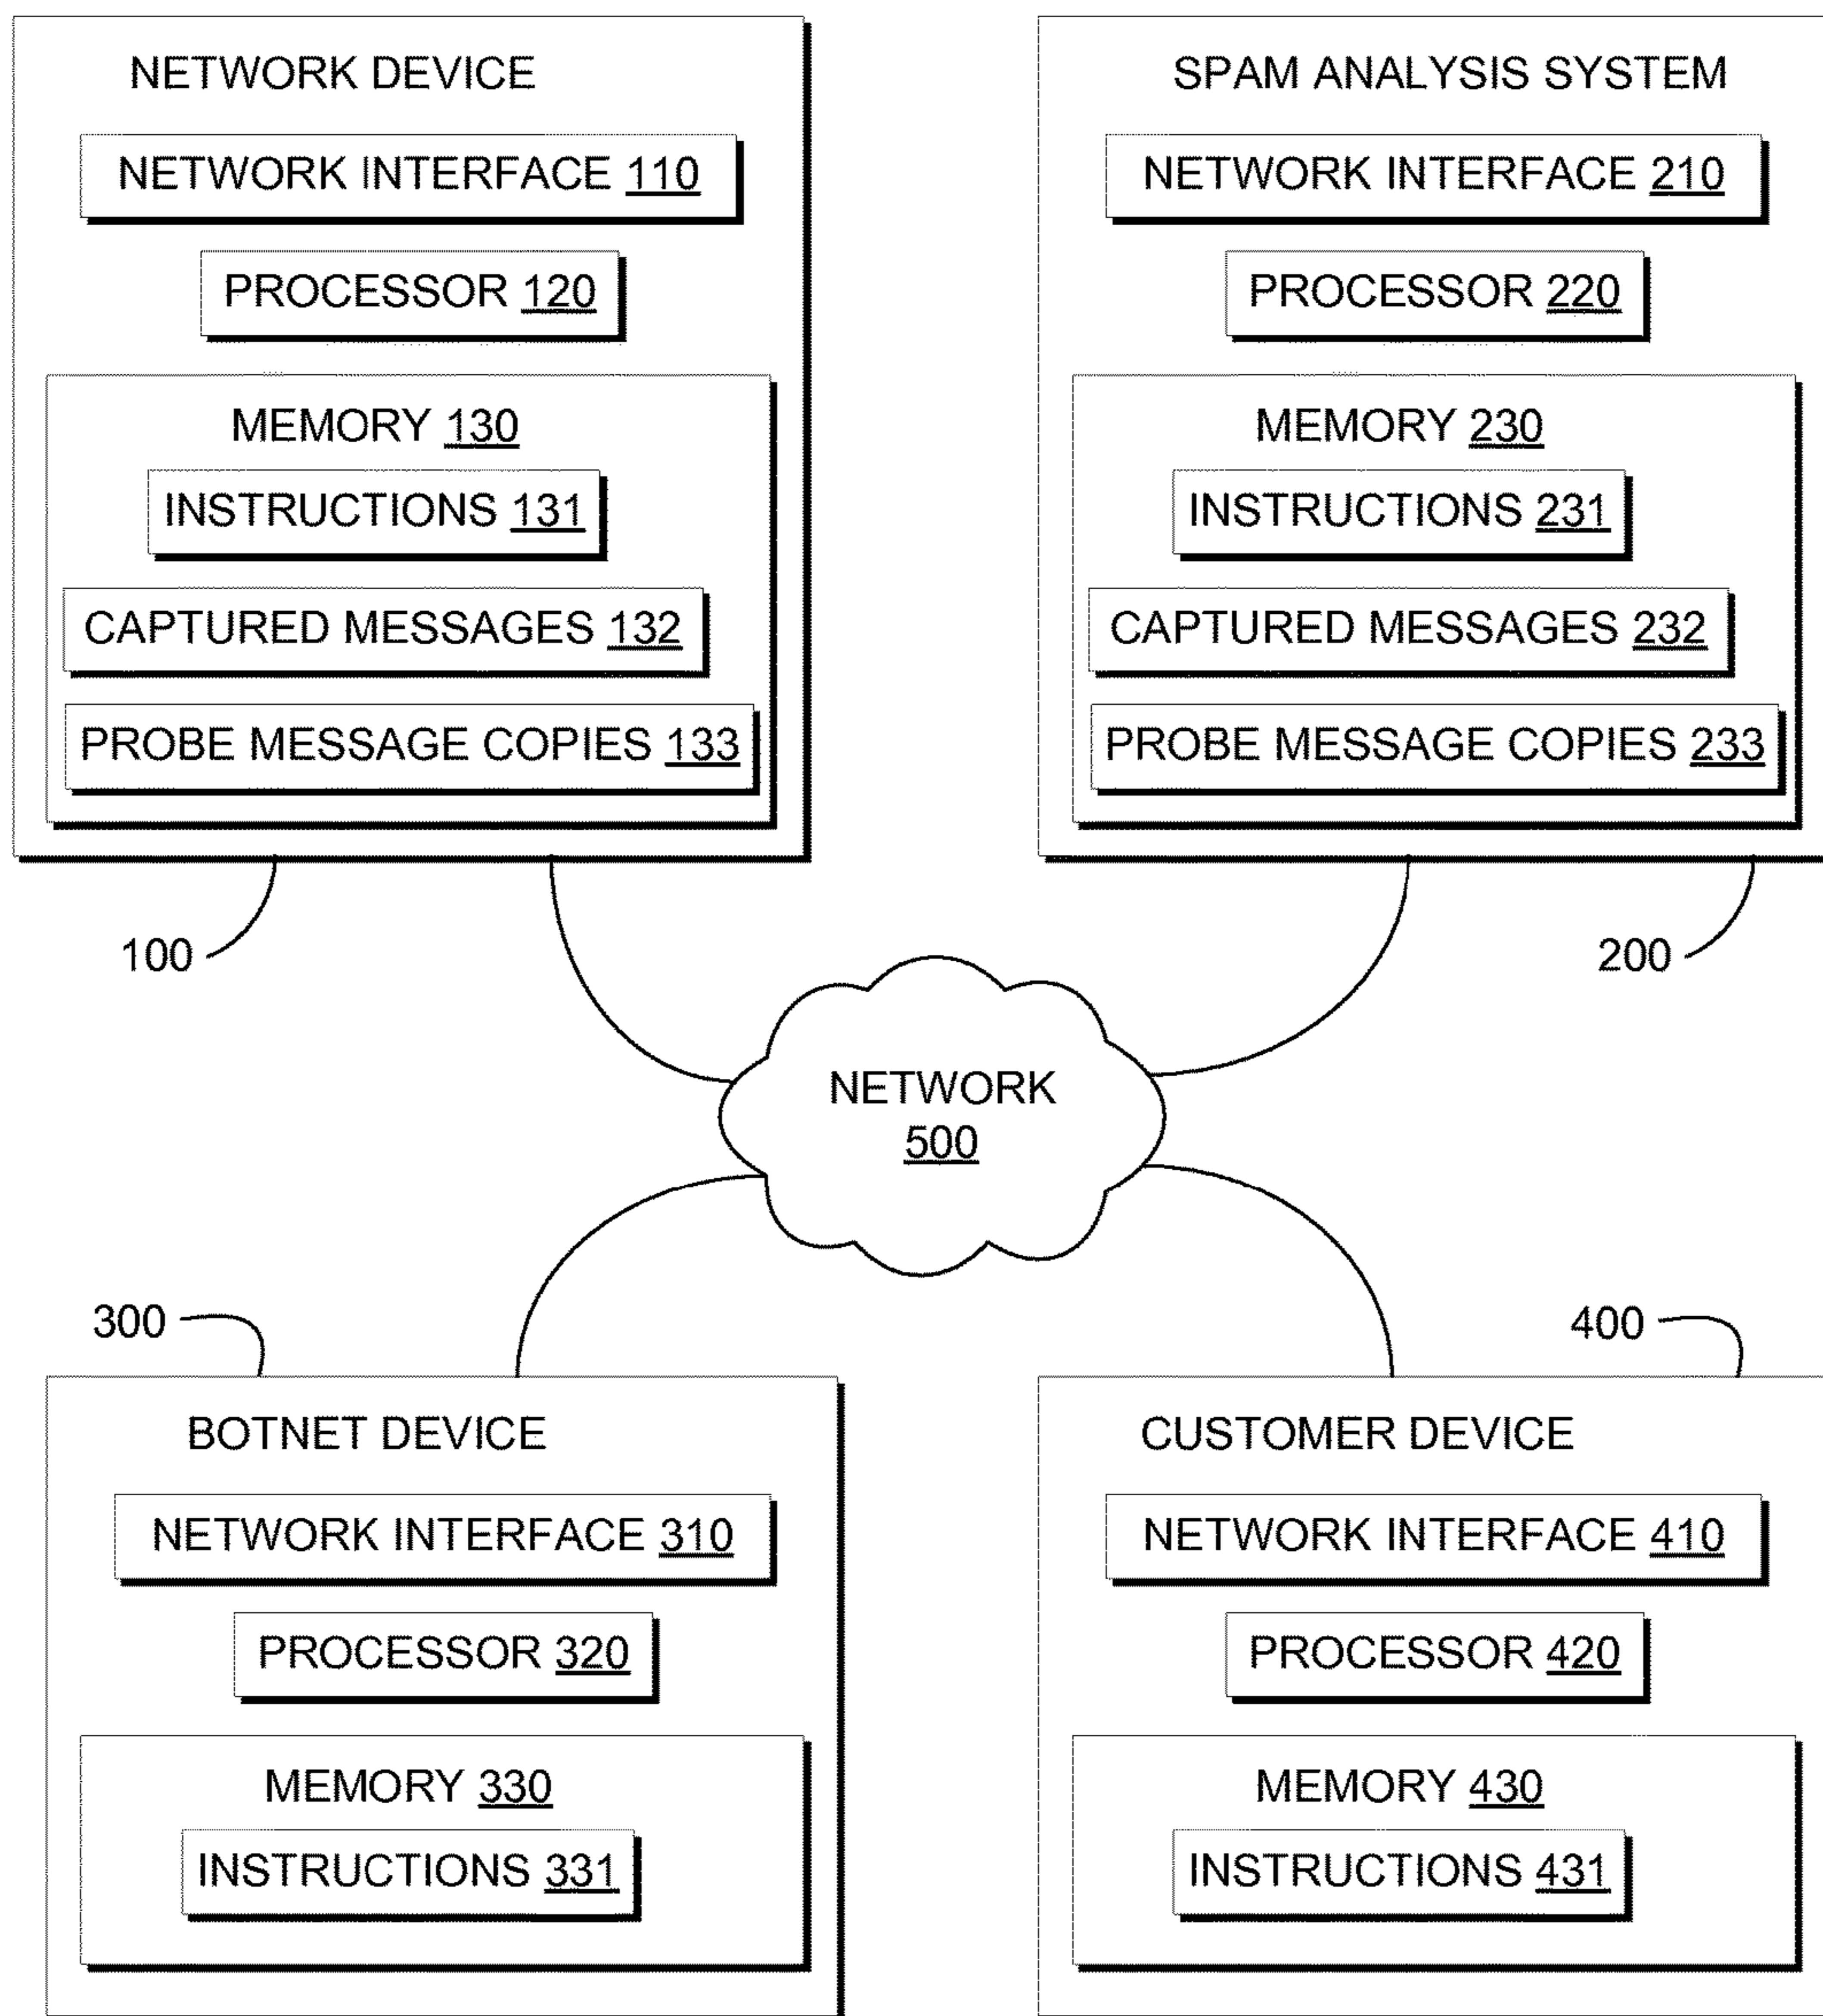 NETWORK DEVICE
NETWORK INTERFACE 110
PROCESSOR 120
MEMORY 130
INSTRUCTIONS 131
CAPTURED MESSAGES 132
PROBE MESSAGE COPIES 133
100
SPAM ANALYSIS SYSTEM
NETWORK INTERFACE 210
PROCESSOR 220
MEMORY 230
INSTRUCTIONS 231
CAPTURED MESSAGES 232
PROBE MESSAGE COPIES 233
200
NETWORK
500
300
BOTNET DEVICE
NETWORK INTERFACE 310
PROCESSOR 320
MEMORY 330
INSTRUCTIONS 331
400
CUSTOMER DEVICE
NETWORK INTERFACE 410
PROCESSOR 420
MEMORY 430
INSTRUCTIONS 431